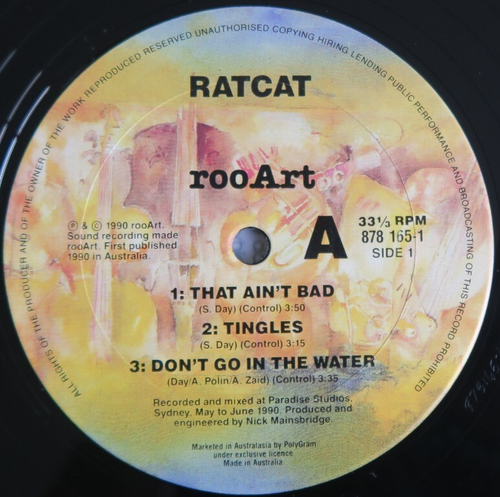 ALL RIGHTS OF THE PRODUCER AND OF THE OWNER OF THE WORK REPRODUCED RESERVED UNAUTHORISED COPYING HIRING LENDING PUBLIC PERFORMANCE AND BROADCASTING OF THIS RECORD PROHIBITED
RATCAT
rooArt
℗ & © 1990 rooArt.
Sound recording made
rooArt. First published
1990 in Australia.
A
33⅓ RPM
878 165-1
SIDE 1
1: THAT AIN'T BAD
(S. Day) (Control) 3:50
2: TINGLES
(S. Day) (Control) 3:15
3: DON'T GO IN THE WATER
(Day/A. Polin/A. Zaid) (Control) 3:35
Recorded and mixed at Paradise Studios,
Sydney. May to June 1990. Produced and
engineered by Nick Mainsbridge.
Marketed in Australasia by PolyGram
under exclusive licence
Made in Australia